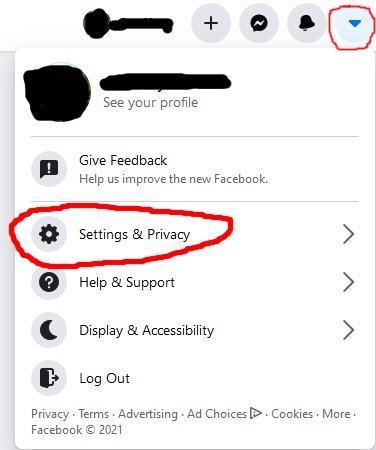 See your profile
Give Feedback
Help us improve the new Facebook.
Settings & Privacy
Help & Support
Display & Accessibility
Log Out
Privacy · Terms · Advertising · Ad Choices · Cookies · More ·
Facebook © 2021